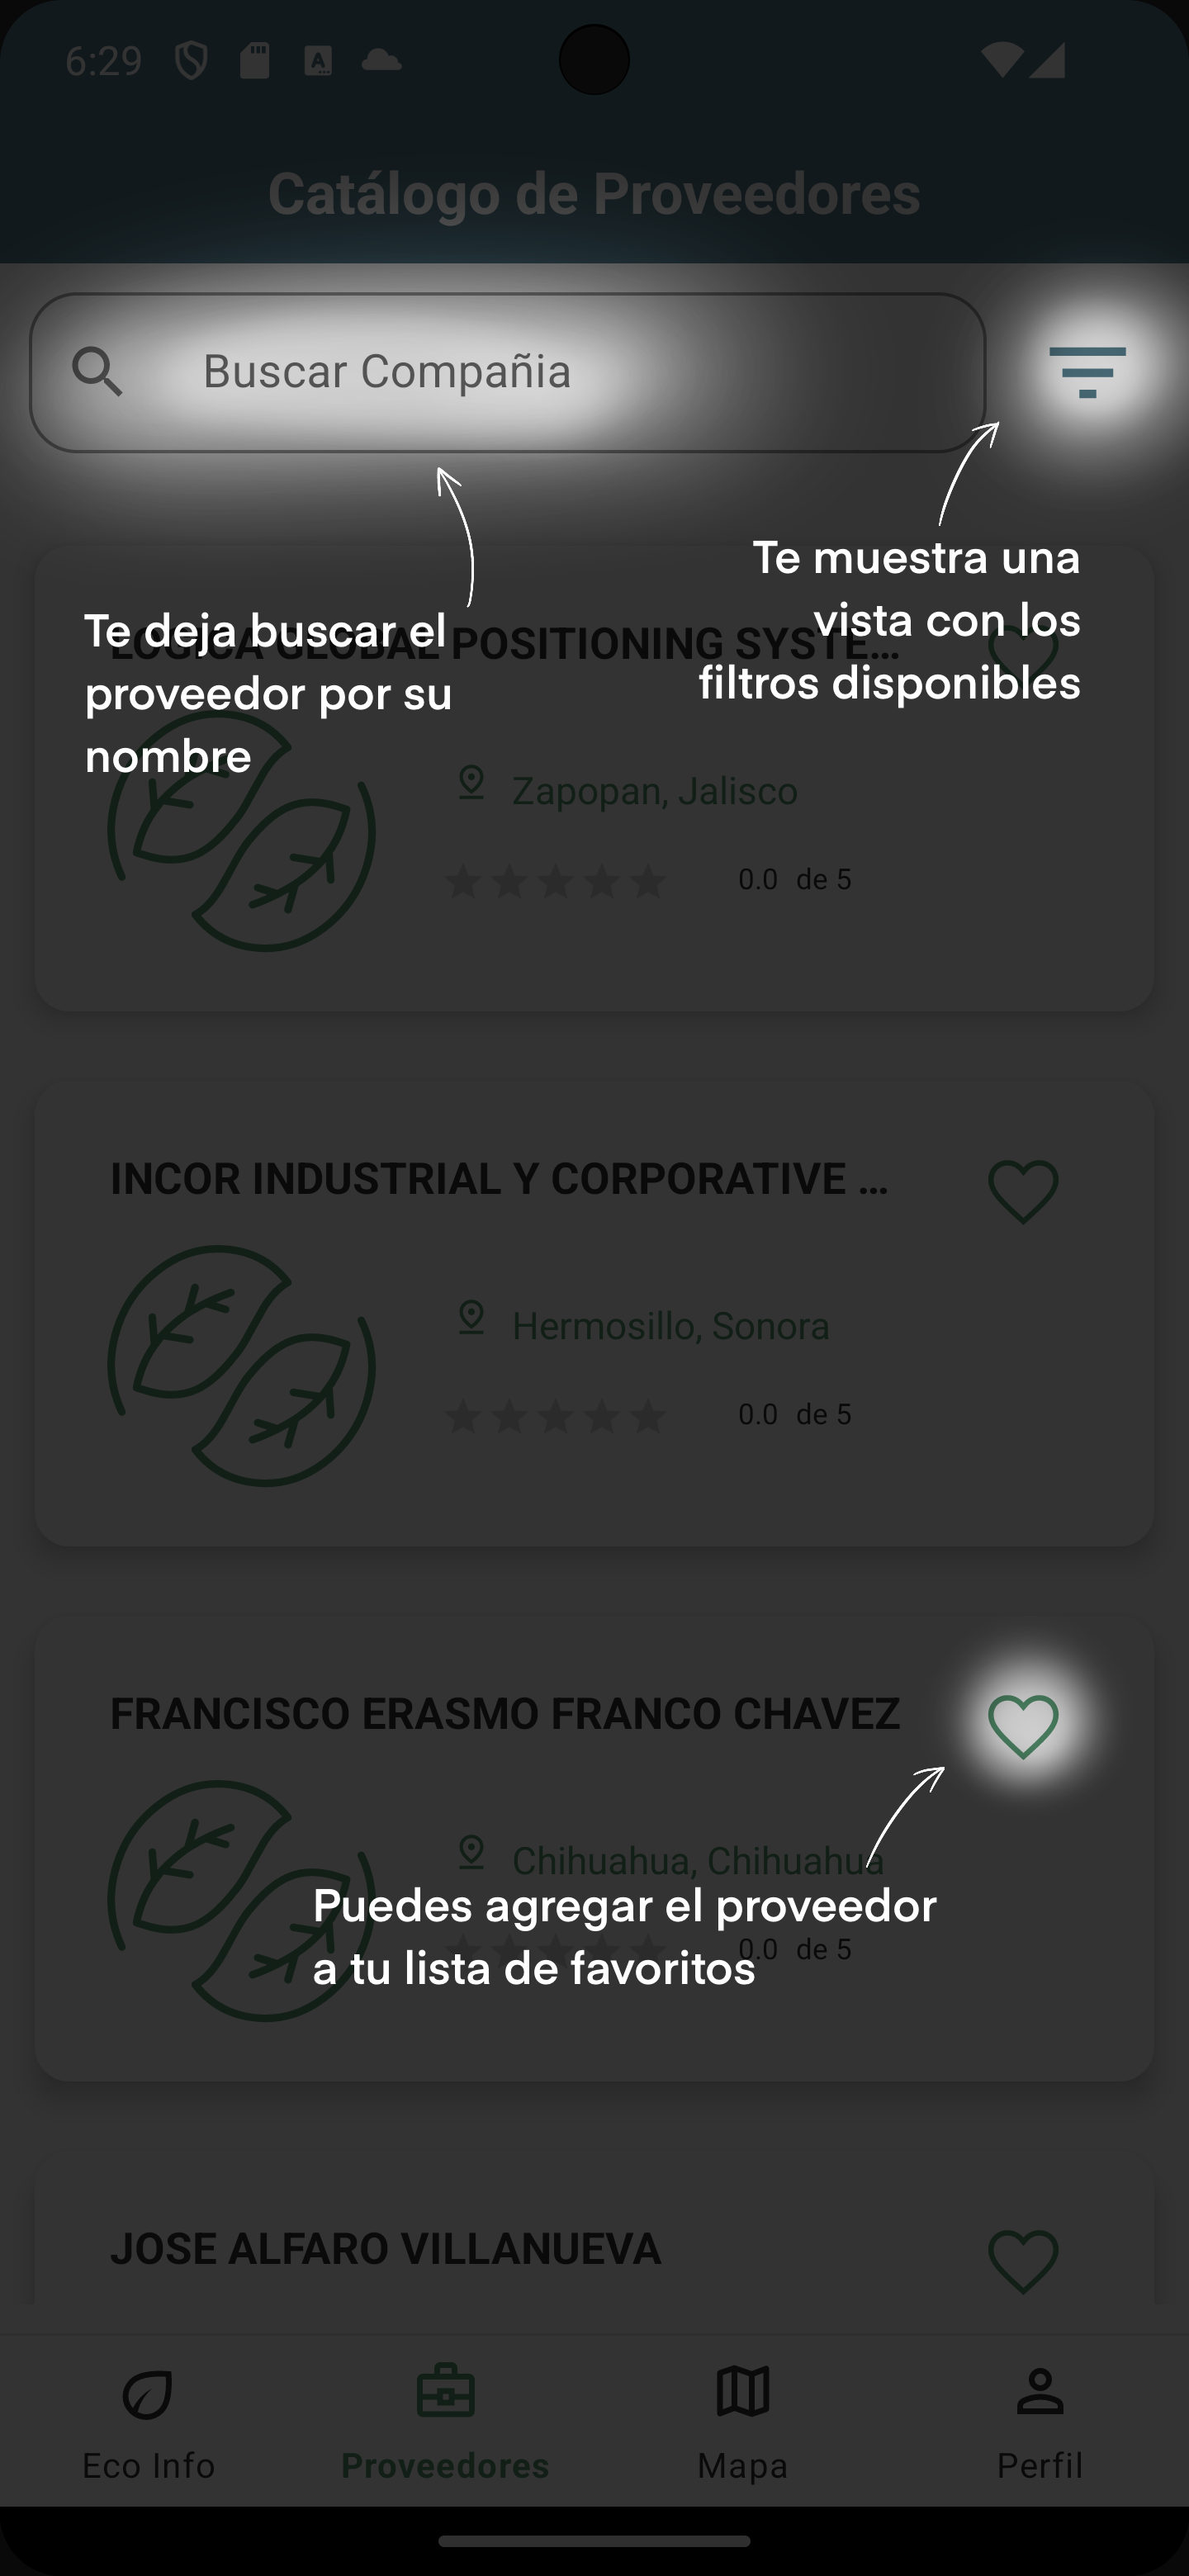 6:29
Catálogo de Proveedores
Buscar Compañia
Te muestra una
vista con los
filtros disponibles
Te deja buscar el
proveedor por su
nombre
LOGICA GLOBAL POSITIONING SYSTE...
Zapopan, Jalisco
0.0 de 5
INCOR INDUSTRIAL Y CORPORATIVE ...
Hermosillo, Sonora
0.0 de 5
FRANCISCO ERASMO FRANCO CHAVEZ
Chihuahua, Chihuahua
Puedes agregar el proveedor
a tu lista de favoritos
0.0 de 5
JOSE ALFARO VILLANUEVA
Eco Info
Proveedores
Mapa
Perfil